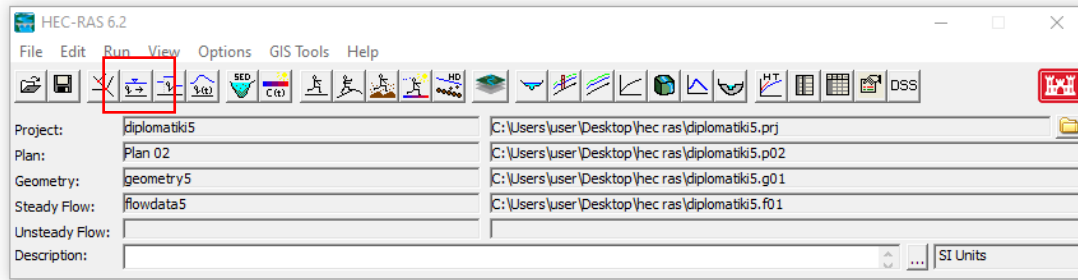 HEC-RAS 6.2
File Edit Run View Options GIS Tools Help
SED C(t) HD HT DSS
Project: diplomatiki5 C:\Users\user\Desktop\hec ras\diplomatiki5.prj
Plan: Plan 02 C:\Users\user\Desktop\hec ras\diplomatiki5.p02
Geometry: geometry5 C:\Users\user\Desktop\hec ras\diplomatiki5.g01
Steady Flow: flowdata5 C:\Users\user\Desktop\hec ras\diplomatiki5.f01
Unsteady Flow:
Description: ... SI Units